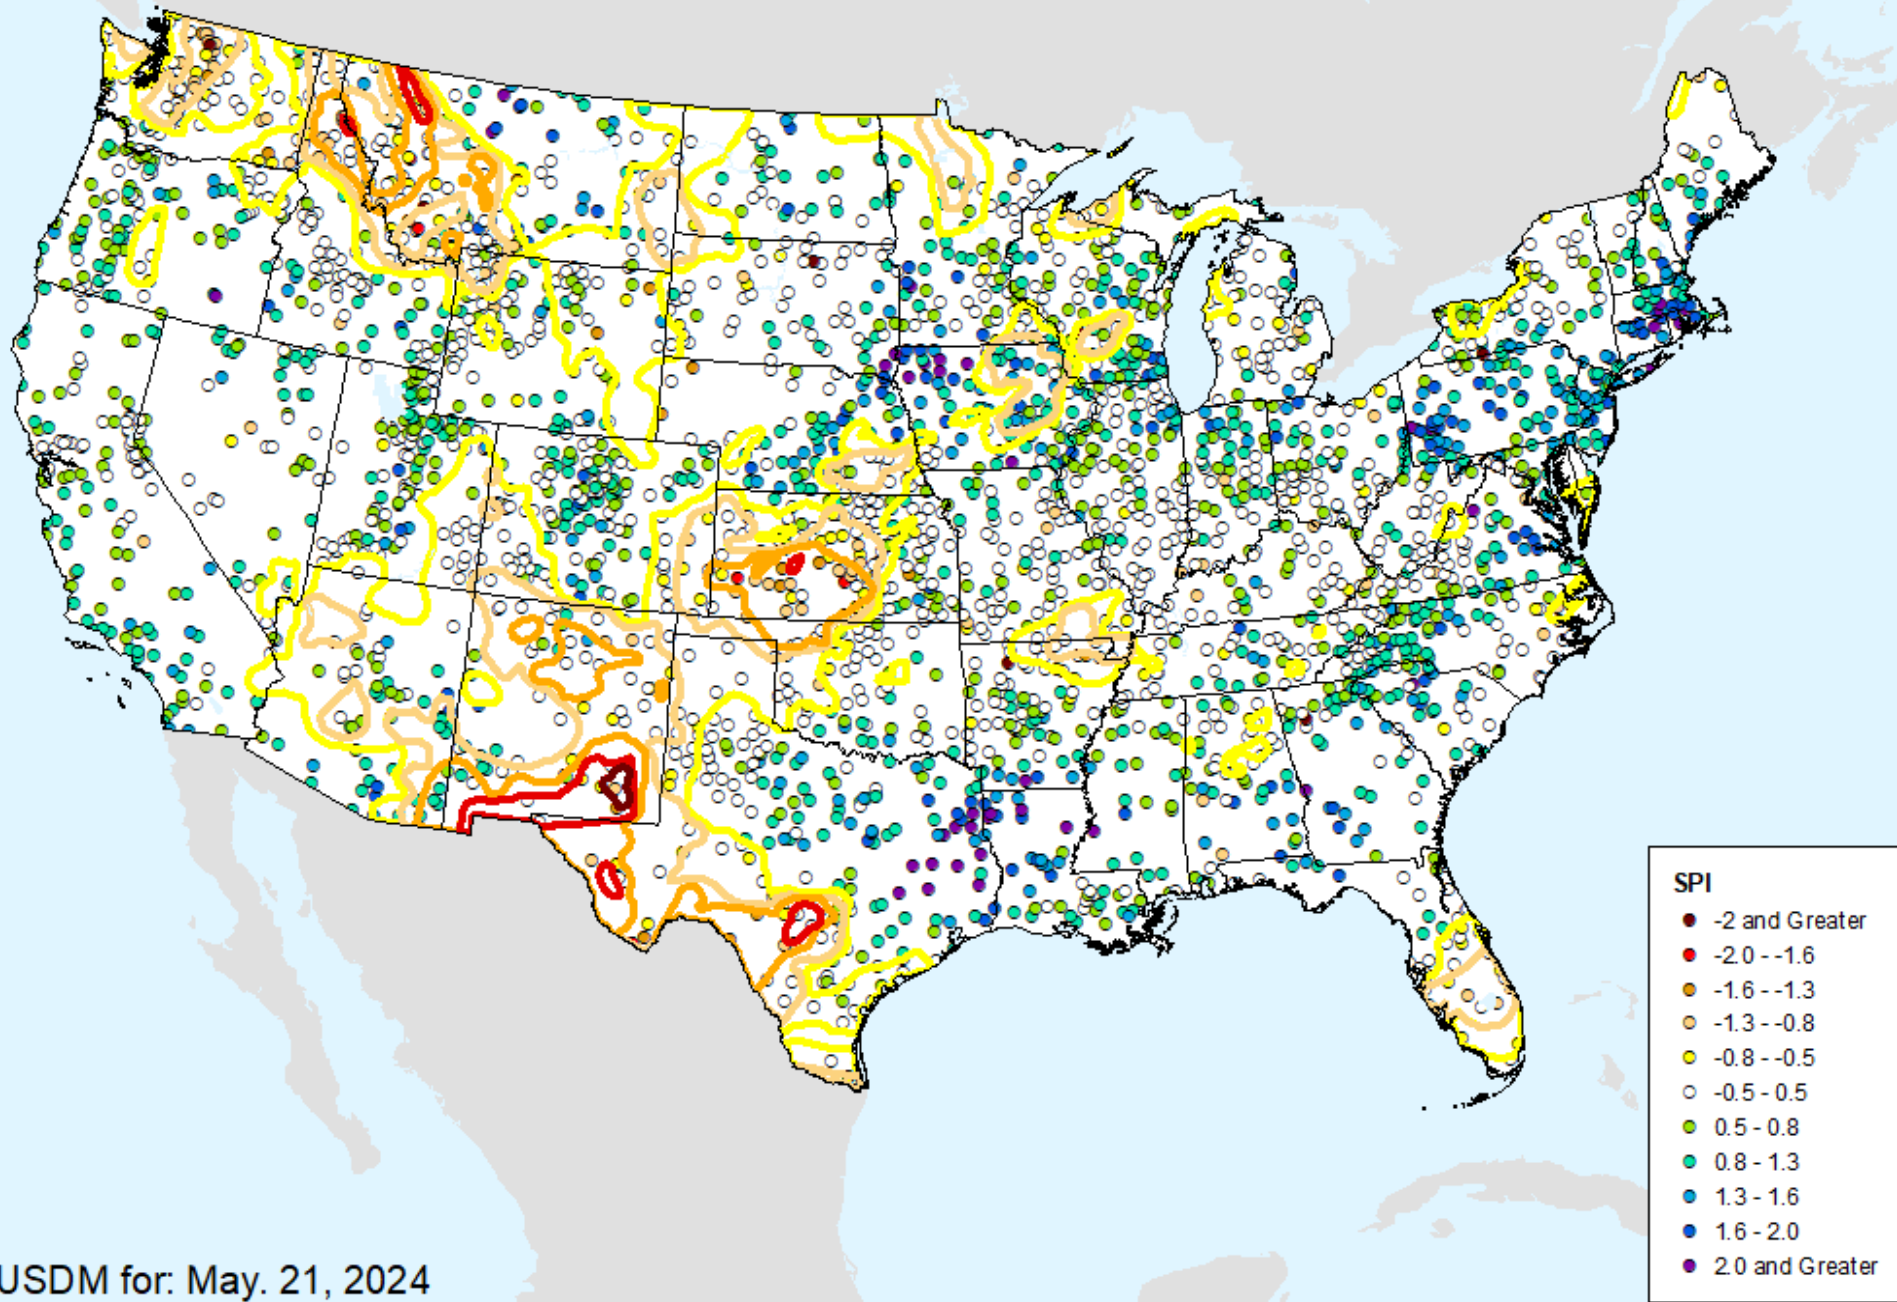 SPI
-2 and Greater
-2.0 - -1.6
-1.6 - -1.3
-1.3 - -0.8
-0.8 - -0.5
-0.5 - 0.5
0.5 - 0.8
0.8 - 1.3
1.3 - 1.6
1.6 - 2.0
2.0 and Greater
USDM for: May. 21, 2024